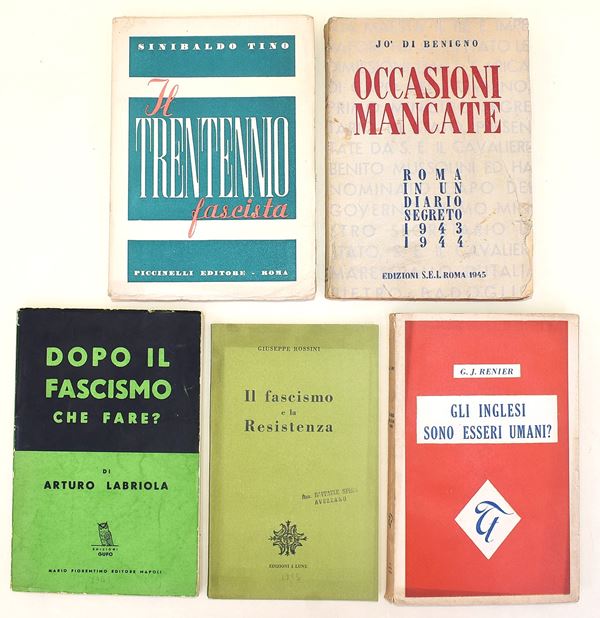 SINIBALDO TINO
Il
TRENTENNIO
fascista
PICCINELLI EDITORE - ROMA
JO' DI BENIGNO
OCCASIONI
MANCATE
ROMA
IN UN
DIARIO
SEGRETO
1943
1944
EDIZIONI S.E.I. ROMA 1945
DOPO IL
FASCISMO
CHE FARE?
DI
ARTURO LABRIOLA
EDIZIONI
GUFO
MARIO FIORENTINO EDITORE NAPOLI
GIUSEPPE ROSSINI
Il fascismo
e la
Resistenza
AVEZZANO
EDIZIONI 5 LUNE
G. J. RENIER
GLI INGLESI
SONO ESSERI UMANI?